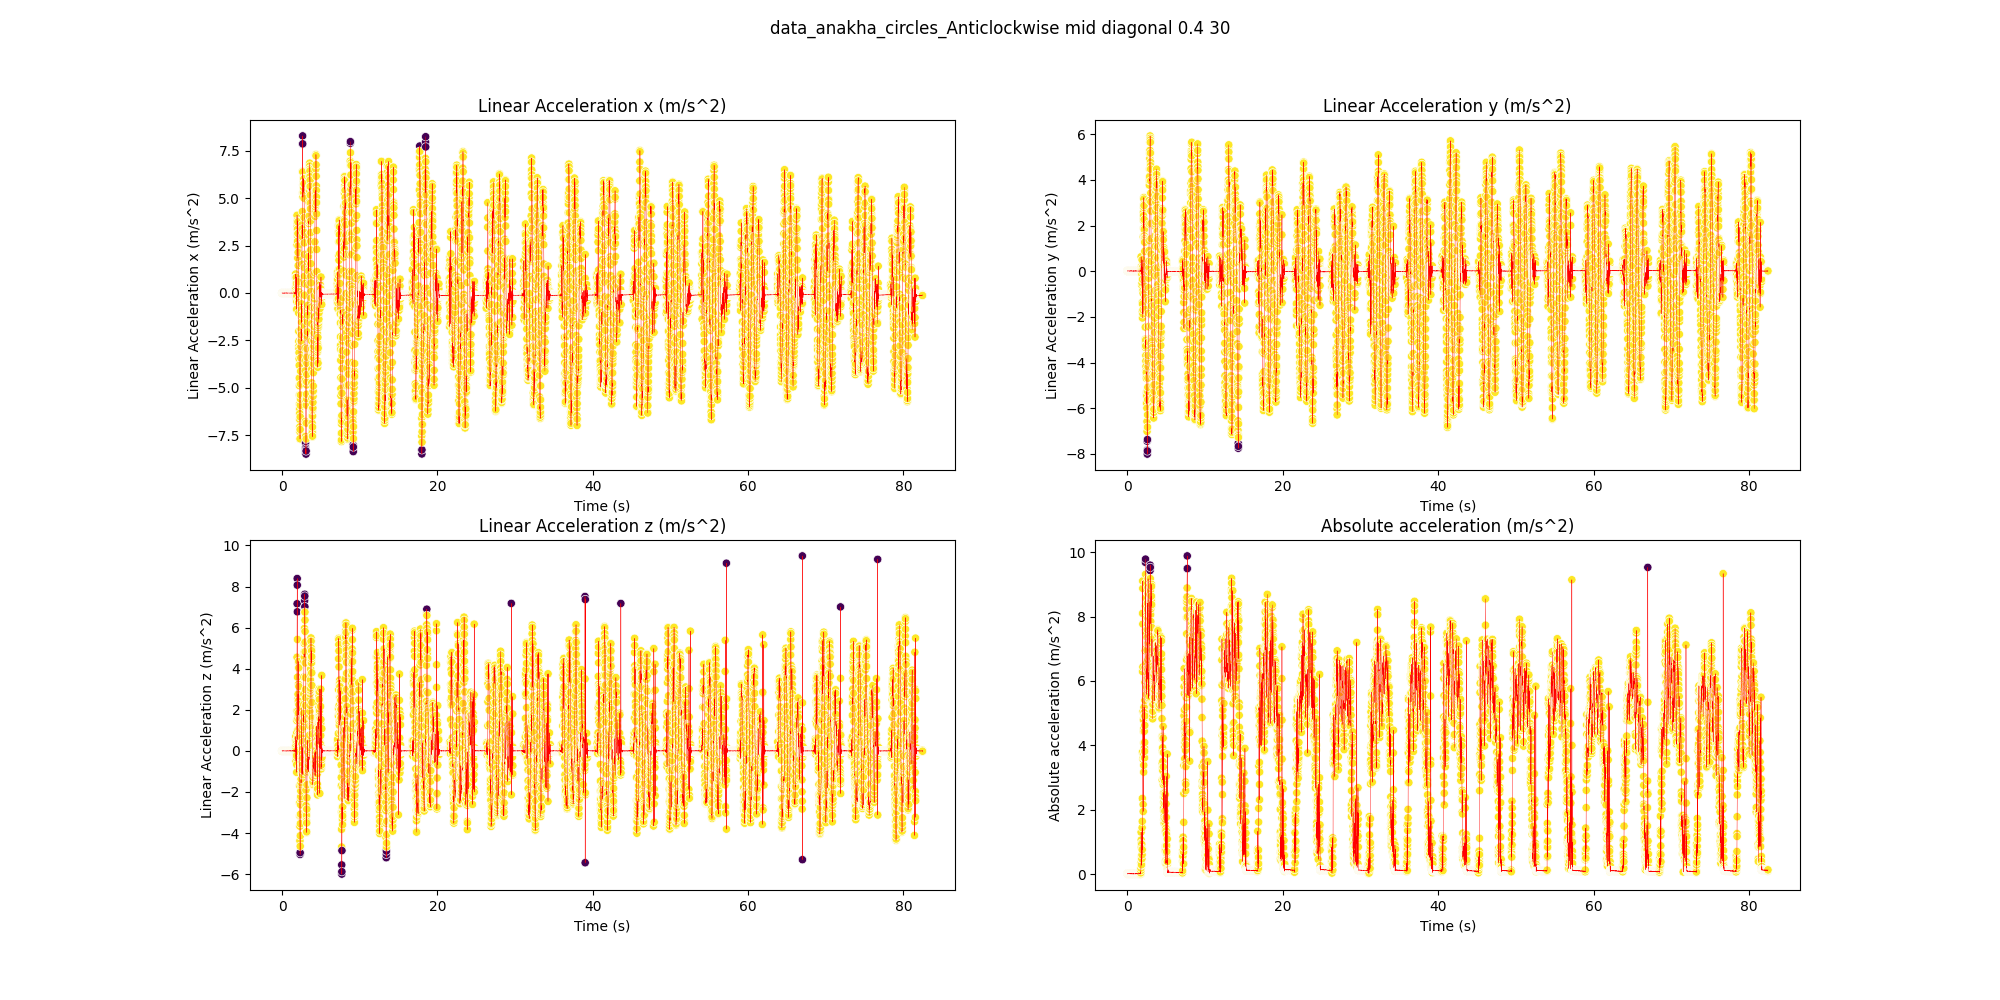 data_anakha_circles_Anticlockwise mid diagonal 0.4 30
Linear Acceleration x (m/s^2)
Linear Acceleration x (m/s^2)
7.5
5.0
2.5
0.0
−2.5
−5.0
−7.5
0 20 40 60 80
Time (s)
Linear Acceleration y (m/s^2)
Linear Acceleration y (m/s^2)
6
4
2
0
−2
−4
−6
−8
0 20 40 60 80
Time (s)
Linear Acceleration z (m/s^2)
Linear Acceleration z (m/s^2)
10
8
6
4
2
0
−2
−4
−6
0 20 40 60 80
Time (s)
Absolute acceleration (m/s^2)
Absolute acceleration (m/s^2)
10
8
6
4
2
0
0 20 40 60 80
Time (s)